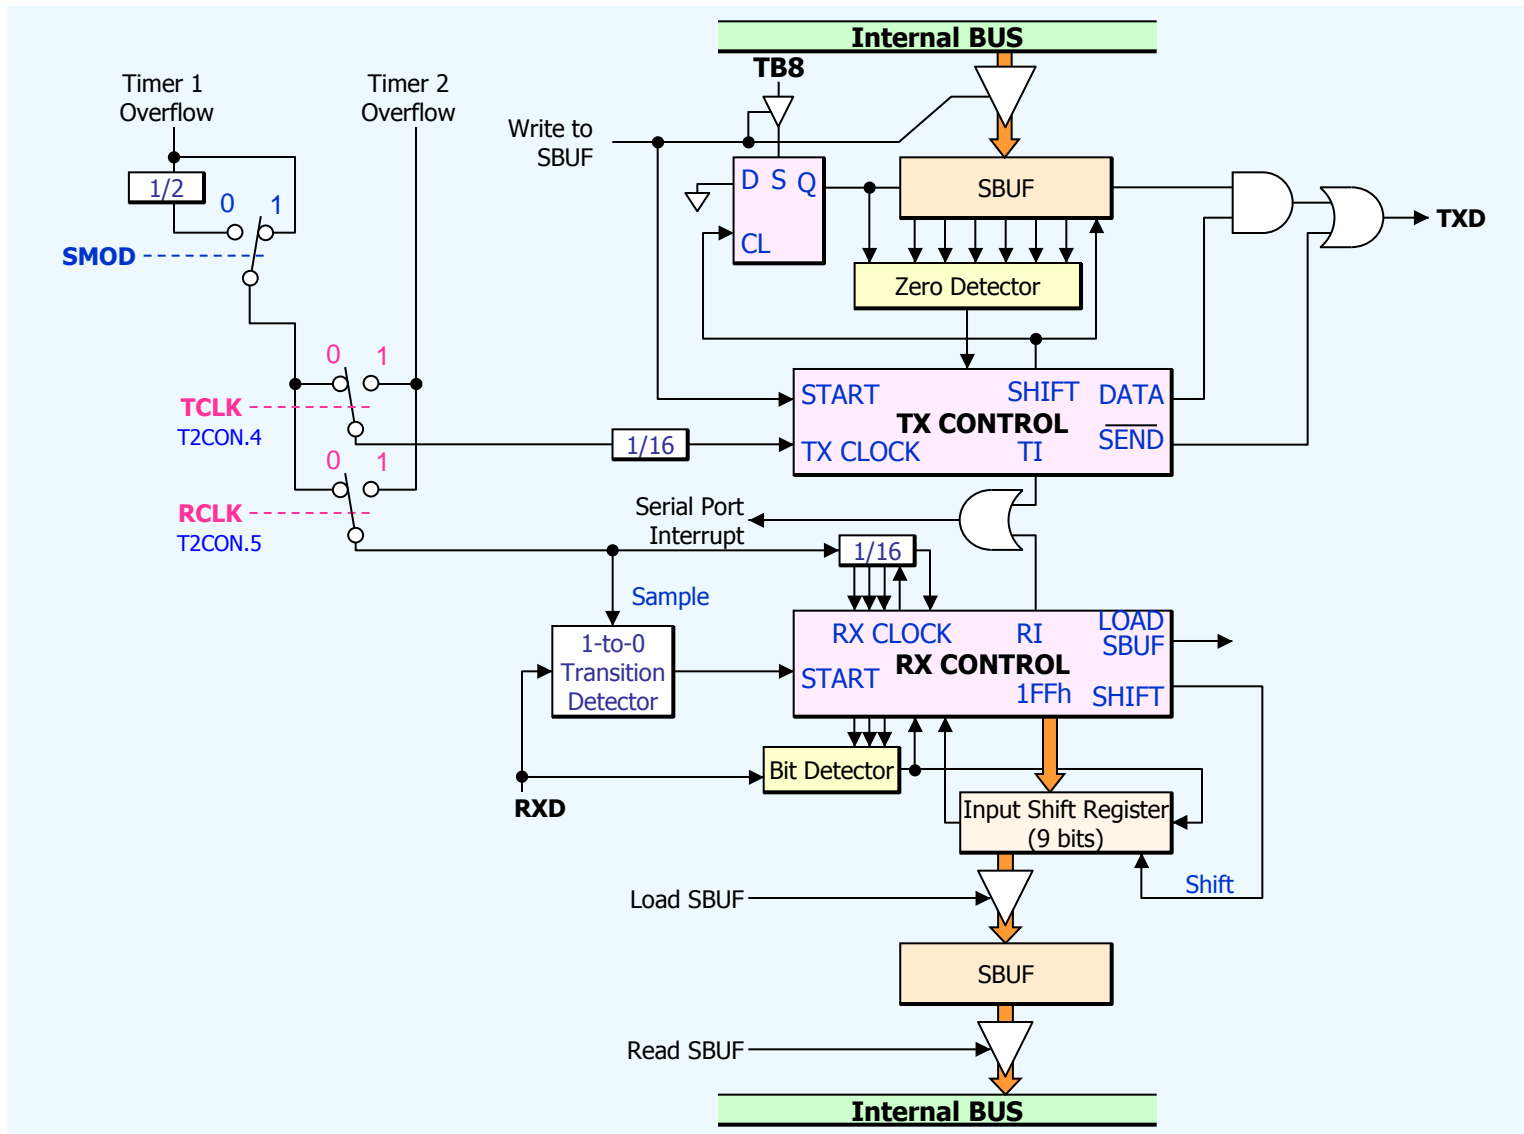 Internal BUS
TB8
Timer 1
Overflow
Timer 2
Overflow
Write to
SBUF
1/2
0
1
D S Q
CL
SBUF
TXD
SMOD
Zero Detector
0
1
TCLK
T2CON.4
START
SHIFT
DATA
TX CONTROL
SEND
TX CLOCK
TI
1/16
0
1
RCLK
T2CON.5
Serial Port
Interrupt
1/16
Sample
1-to-0
Transition
Detector
RX CLOCK
RI
LOAD
SBUF
RX CONTROL
START
1FFh
SHIFT
Bit Detector
RXD
Input Shift Register
(9 bits)
Shift
Load SBUF
SBUF
Read SBUF
Internal BUS